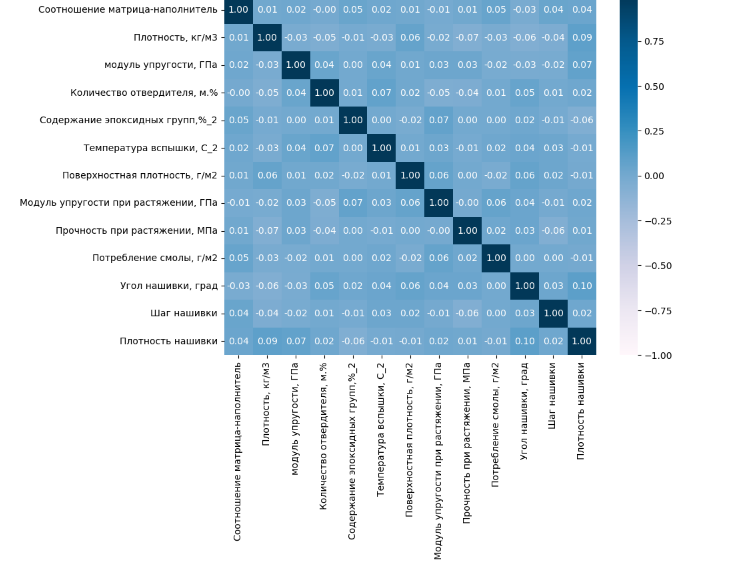 Соотношение матрица-наполнитель 1.00 0.01 0.02 -0.00 0.05 0.02 0.01 -0.01 0.01 0.05 -0.03 0.04 0.04
Плотность, кг/м3 0.01 1.00 -0.03 -0.05 -0.01 -0.03 0.06 -0.02 -0.07 -0.03 -0.06 -0.04 0.09
модуль упругости, ГПа 0.02 -0.03 1.00 0.04 0.00 0.04 0.01 0.03 0.03 -0.02 -0.03 -0.02 0.07
Количество отвердителя, м.% -0.00 -0.05 0.04 1.00 0.01 0.07 0.02 -0.05 -0.04 0.01 0.05 0.01 0.02
Содержание эпоксидных групп,%_2 0.05 -0.01 0.00 0.01 1.00 0.00 -0.02 0.07 0.00 0.00 0.02 -0.01 -0.06
Температура вспышки, С_2 0.02 -0.03 0.04 0.07 0.00 1.00 0.01 0.03 -0.01 0.02 0.04 0.03 -0.01
Поверхностная плотность, г/м2 0.01 0.06 0.01 0.02 -0.02 0.01 1.00 0.06 0.00 -0.02 0.06 0.02 -0.01
Модуль упругости при растяжении, ГПа -0.01 -0.02 0.03 -0.05 0.07 0.03 0.06 1.00 -0.00 0.06 0.04 -0.01 0.02
Прочность при растяжении, МПа 0.01 -0.07 0.03 -0.04 0.00 -0.01 0.00 -0.00 1.00 0.02 0.03 -0.06 0.01
Потребление смолы, г/м2 0.05 -0.03 -0.02 0.01 0.00 0.02 -0.02 0.06 0.02 1.00 0.00 0.00 -0.01
Угол нашивки, град -0.03 -0.06 -0.03 0.05 0.02 0.04 0.06 0.04 0.03 0.00 1.00 0.03 0.10
Шаг нашивки 0.04 -0.04 -0.02 0.01 -0.01 0.03 0.02 -0.01 -0.06 0.00 0.03 1.00 0.02
Плотность нашивки 0.04 0.09 0.07 0.02 -0.06 -0.01 -0.01 0.02 0.01 -0.01 0.10 0.02 1.00
Соотношение матрица-наполнитель
Плотность, кг/м3
модуль упругости, ГПа
Количество отвердителя, м.%
Содержание эпоксидных групп,%_2
Температура вспышки, С_2
Поверхностная плотность, г/м2
Модуль упругости при растяжении, ГПа
Прочность при растяжении, МПа
Потребление смолы, г/м2
Угол нашивки, град
Шаг нашивки
Плотность нашивки
0.75
0.50
0.25
0.00
−0.25
−0.50
−0.75
−1.00